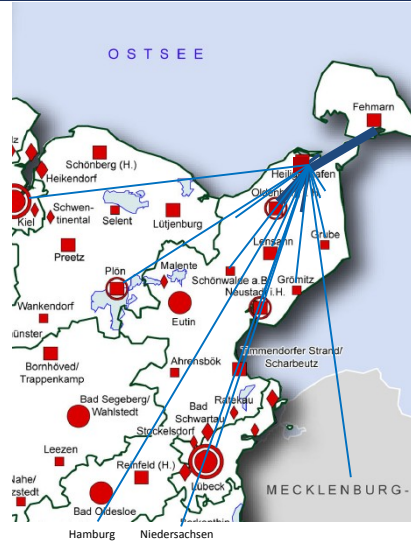 OSTSEE
Fehmarn
Schönberg (H.)
Heikendorf
Schwen-
tinental
Kiel
Selent
Lütjenburg
Preetz
Plön
Malente
Lensahn
Grube
Schönwalde a.B.
Grömitz
Neustadt i.H.
Wankendorf
Eutin
Timmendorfer Strand/
Scharbeutz
Bornhöved/
Trappenkamp
Ahrensbök
Bad Segeberg/
Wahlstedt
Ratekau
Bad
Schwartau
Stockelsdorf
Leezen
Reinfeld (H.)
Lübeck
Nahe/
Bad Oldesloe
MECKLENBURG-
Hamburg
Niedersachsen